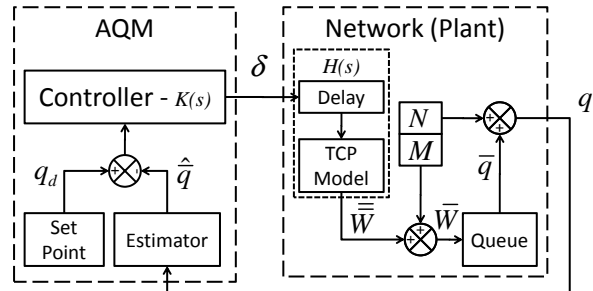 AQM
Network (Plant)
δ
H(s)
q
Controller - K(s)
Delay
N
M
+
+
TCP
Model
q̄
q_d
+
-
q̄̂
W̿
+
+
W̄
Set
Point
Estimator
Queue